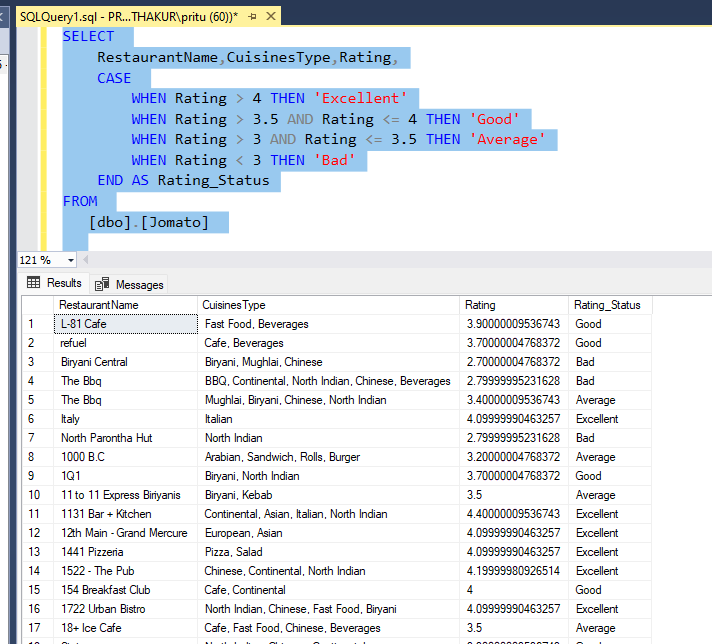 SQLQuery1.sql - PR...THAKUR\pritu (60))*
SELECT
RestaurantName,CuisinesType,Rating,
CASE
WHEN Rating > 4 THEN 'Excellent'
WHEN Rating > 3.5 AND Rating <= 4 THEN 'Good'
WHEN Rating > 3 AND Rating <= 3.5 THEN 'Average'
WHEN Rating < 3 THEN 'Bad'
END AS Rating_Status
FROM
[dbo].[Jomato]
121 %
Results Messages
RestaurantName CuisinesType Rating Rating_Status
1 L-81 Cafe Fast Food, Beverages 3.90000009536743 Good
2 refuel Cafe, Beverages 3.70000004768372 Good
3 Biryani Central Biryani, Mughlai, Chinese 2.70000004768372 Bad
4 The Bbq BBQ, Continental, North Indian, Chinese, Beverages 2.79999995231628 Bad
5 The Bbq Mughlai, Biryani, Chinese, North Indian 3.40000009536743 Average
6 Italy Italian 4.09999990463257 Excellent
7 North Parontha Hut North Indian 2.79999995231628 Bad
8 1000 B.C Arabian, Sandwich, Rolls, Burger 3.20000004768372 Average
9 1Q1 Biryani, North Indian 3.70000004768372 Good
10 11 to 11 Express Biriyanis Biryani, Kebab 3.5 Average
11 1131 Bar + Kitchen Continental, Asian, Italian, North Indian 4.40000009536743 Excellent
12 12th Main - Grand Mercure European, Asian 4.09999990463257 Excellent
13 1441 Pizzeria Pizza, Salad 4.09999990463257 Excellent
14 1522 - The Pub Chinese, Continental, North Indian 4.19999980926514 Excellent
15 154 Breakfast Club Cafe, Continental 4 Good
16 1722 Urban Bistro North Indian, Chinese, Fast Food, Biryani 4.09999990463257 Excellent
17 18+ Ice Cafe Cafe, Fast Food, Chinese, Beverages 3.5 Average